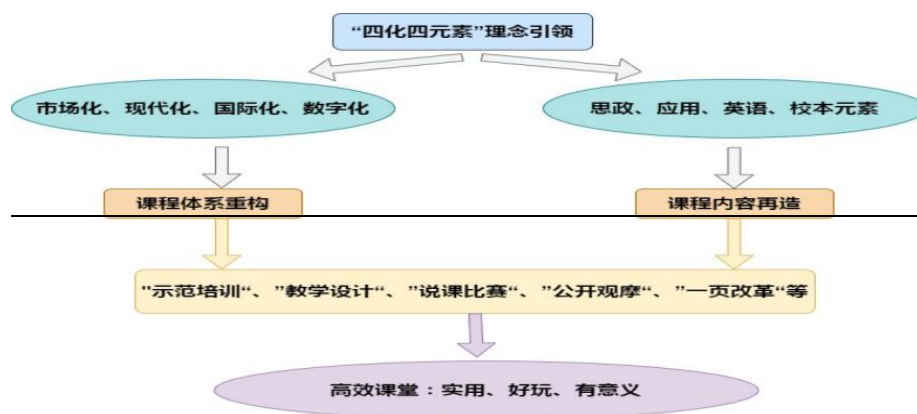 “四化四元素”理念引领
市场化、现代化、国际化、数字化
思政、应用、英语、校本元素
课程体系重构
课程内容再造
”示范培训“、”教学设计“、”说课比赛“、”公开观摩“、”一页改革“等
高效课堂：实用、好玩、有意义